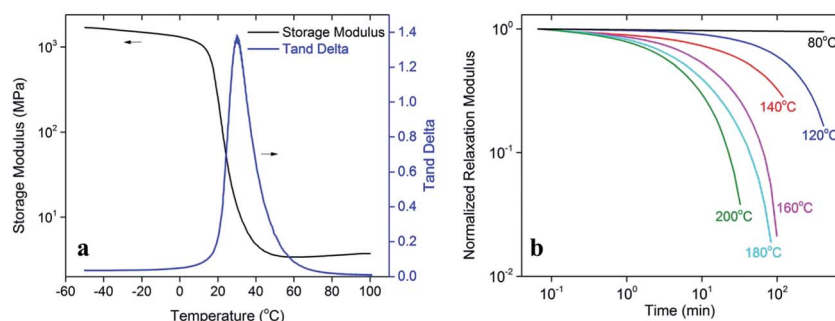 Storage Modulus
Tand Delta
Storage Modulus (MPa)
10³
10²
10¹
-60 -40 -20 0 20 40 60 80 100
Temperature (°C)
1.4
1.2
1.0
0.8
0.6
0.4
0.2
0.0
Tand Delta
a
Normalized Relaxation Modulus
10⁰
10⁻¹
10⁻²
80°C
140°C
120°C
160°C
200°C
180°C
10⁻¹ 10⁰ 10¹ 10²
Time (min)
b